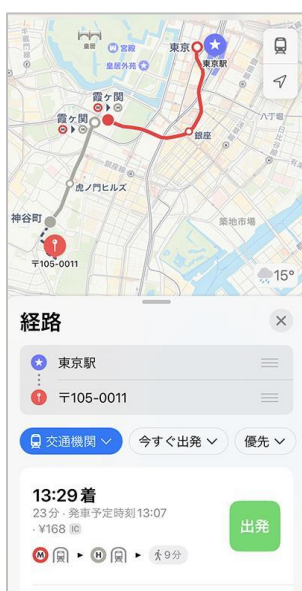 皇居
宮殿
皇居外苑
東京
東京駅
霞ヶ関
霞ヶ関
八丁堀
銀座
虎ノ門ヒルズ
神谷町
築地市場
〒105-0011
15°
経路
東京駅
〒105-0011
交通機関
今すぐ出発
優先
13:29着
23分 · 発車予定時刻13:07
· ¥168 IC
出発
M ▸ H ▸ 9分